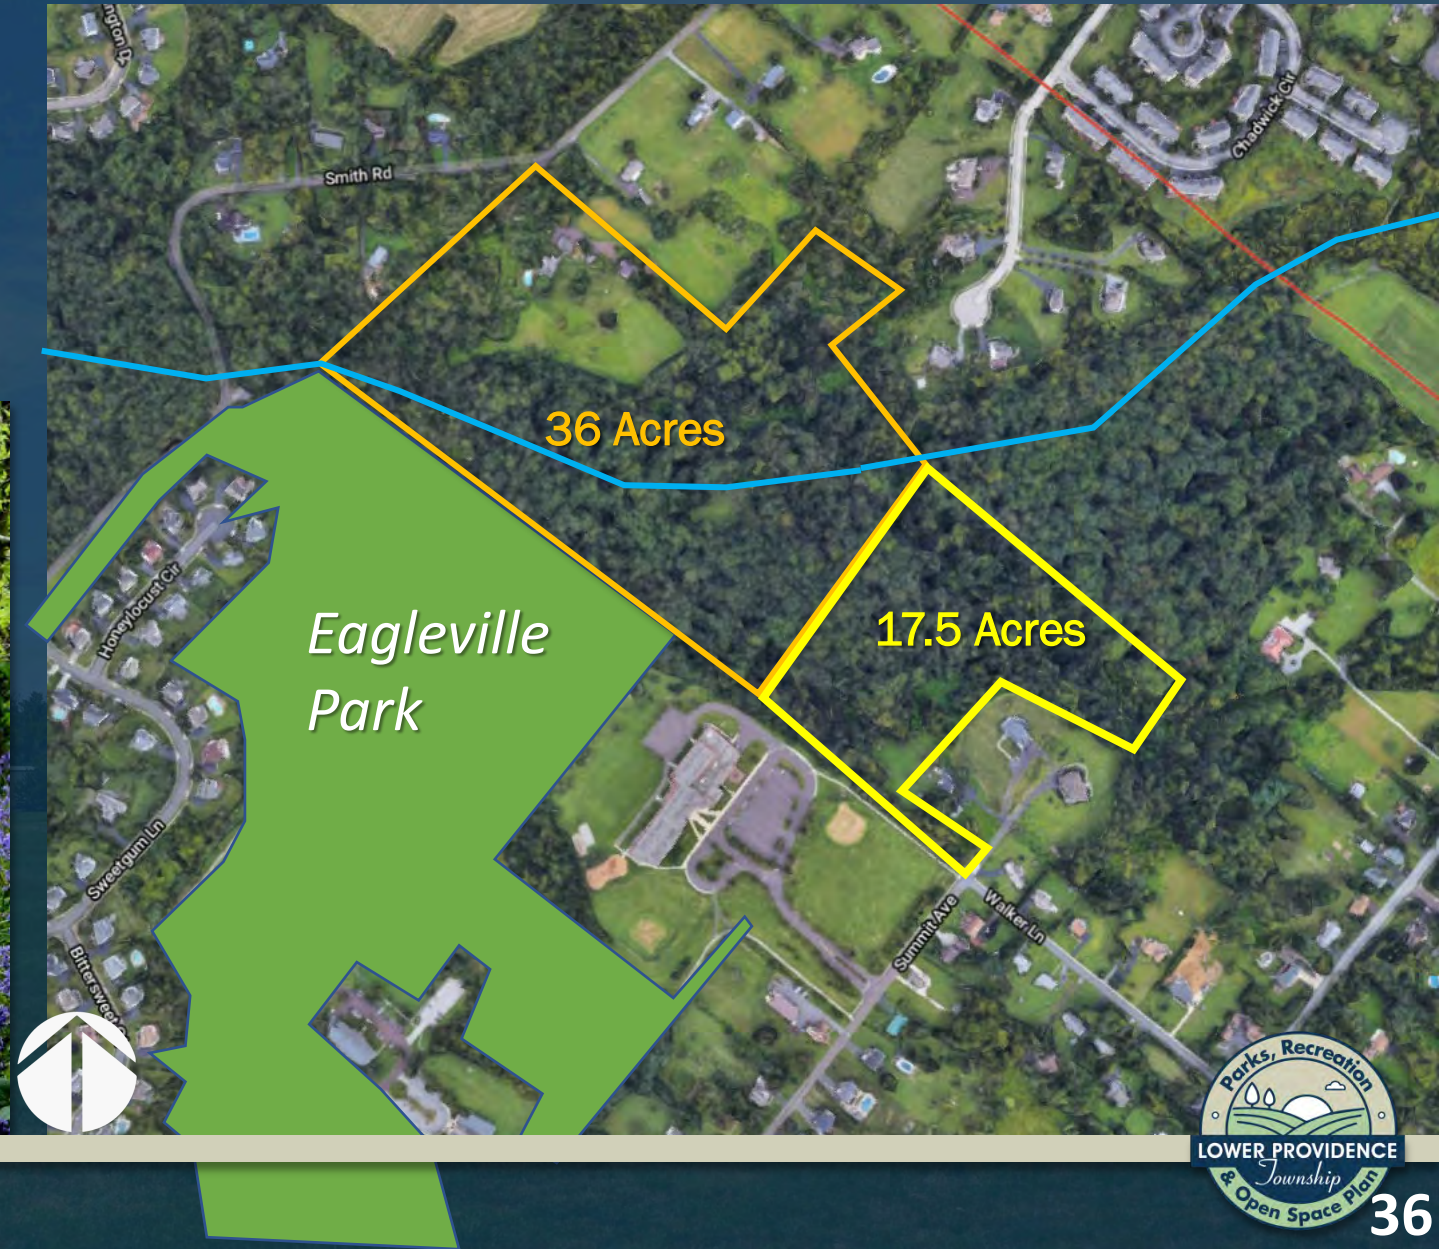 ngton D
Smith Rd
Chadwick Cir
36 Acres
17.5 Acres
Eagleville
Park
Honeylocust Cir
Sweetgum Ln
Bittersweet
Summit Ave
Walker Ln
Parks, Recreation
LOWER PROVIDENCE
Township
& Open Space Plan
36